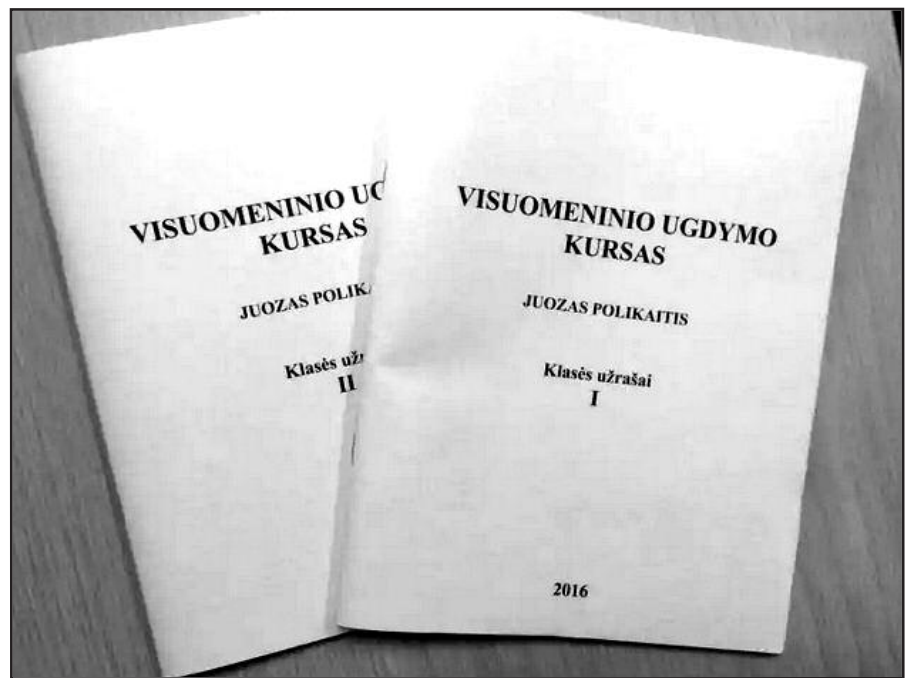 VISUOMENINIO
KURSAS
JUOZAS
Klasės
II
VISUOMENINIO UGDYMO
KURSAS
JUOZAS POLIKAITIS
Klasės užrašai
I
2016